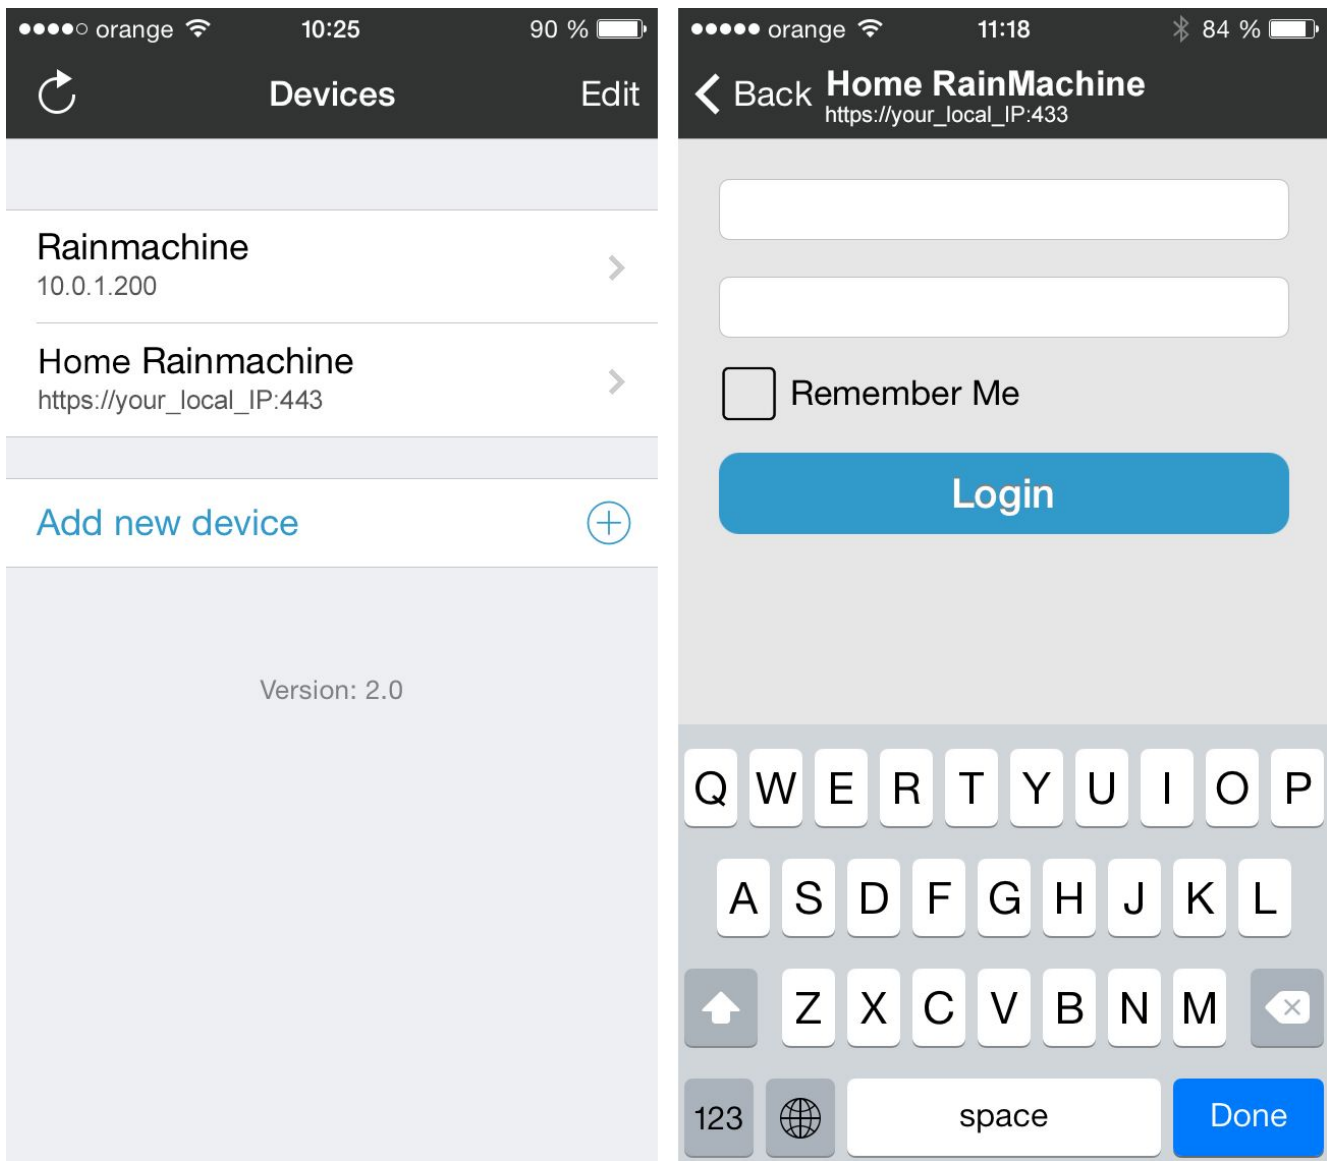 orange 10:25 90 %
Devices Edit
Rainmachine
10.0.1.200
Home Rainmachine
https://your_local_IP:443
Add new device
Version: 2.0
orange 11:18 84 %
Back Home RainMachine
https://your_local_IP:433
Remember Me
Login
Q W E R T Y U I O P
A S D F G H J K L
Z X C V B N M
123 space Done